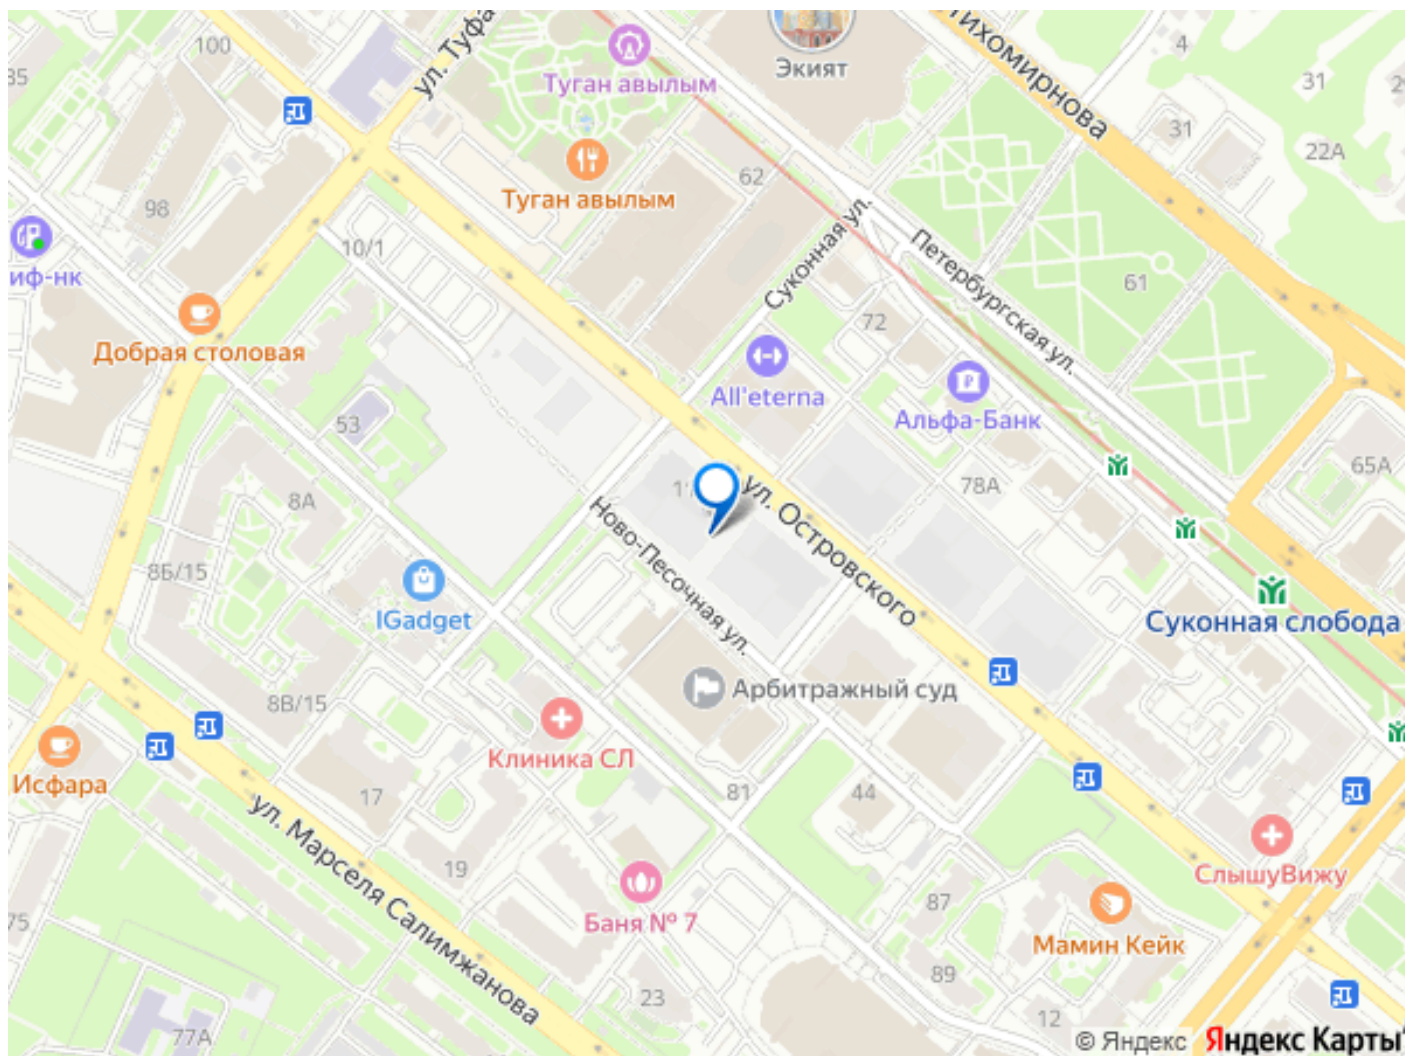 100
ул. Туфа
Туган авылым
Экият
Тихомирнова
4
31
31
22А
35
98
Туган авылым
62
10/1
Суконная ул.
Петербургская ул.
61
иф-нк
Добрая столовая
72
All'eterna
Альфа-Банк
53
8А
11
ул. Островского
78А
65А
Ново-Песочная ул.
8Б/15
IGadget
Суконная слобода
8В/15
Арбитражный суд
Клиника СЛ
Исфара
17
81
44
ул. Марселя Салимжанова
19
СлышуВижу
Баня № 7
87
Мамин Кейк
75
89
23
12
77А
© Яндекс Яндекс Карты